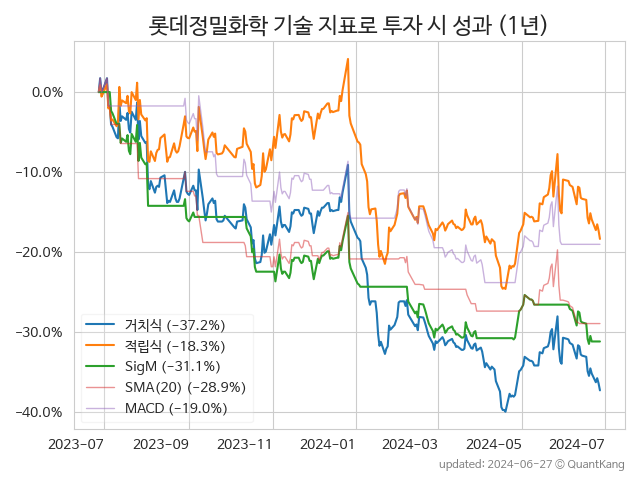 롯데정밀화학 기술 지표로 투자 시 성과 (1년)
0.0%
−10.0%
−20.0%
−30.0%
−40.0%
거치식 (−37.2%)
적립식 (−18.3%)
SigM (−31.1%)
SMA(20) (−28.9%)
MACD (−19.0%)
2023-07 2023-09 2023-11 2024-01 2024-03 2024-05 2024-07
updated: 2024-06-27 © QuantKang